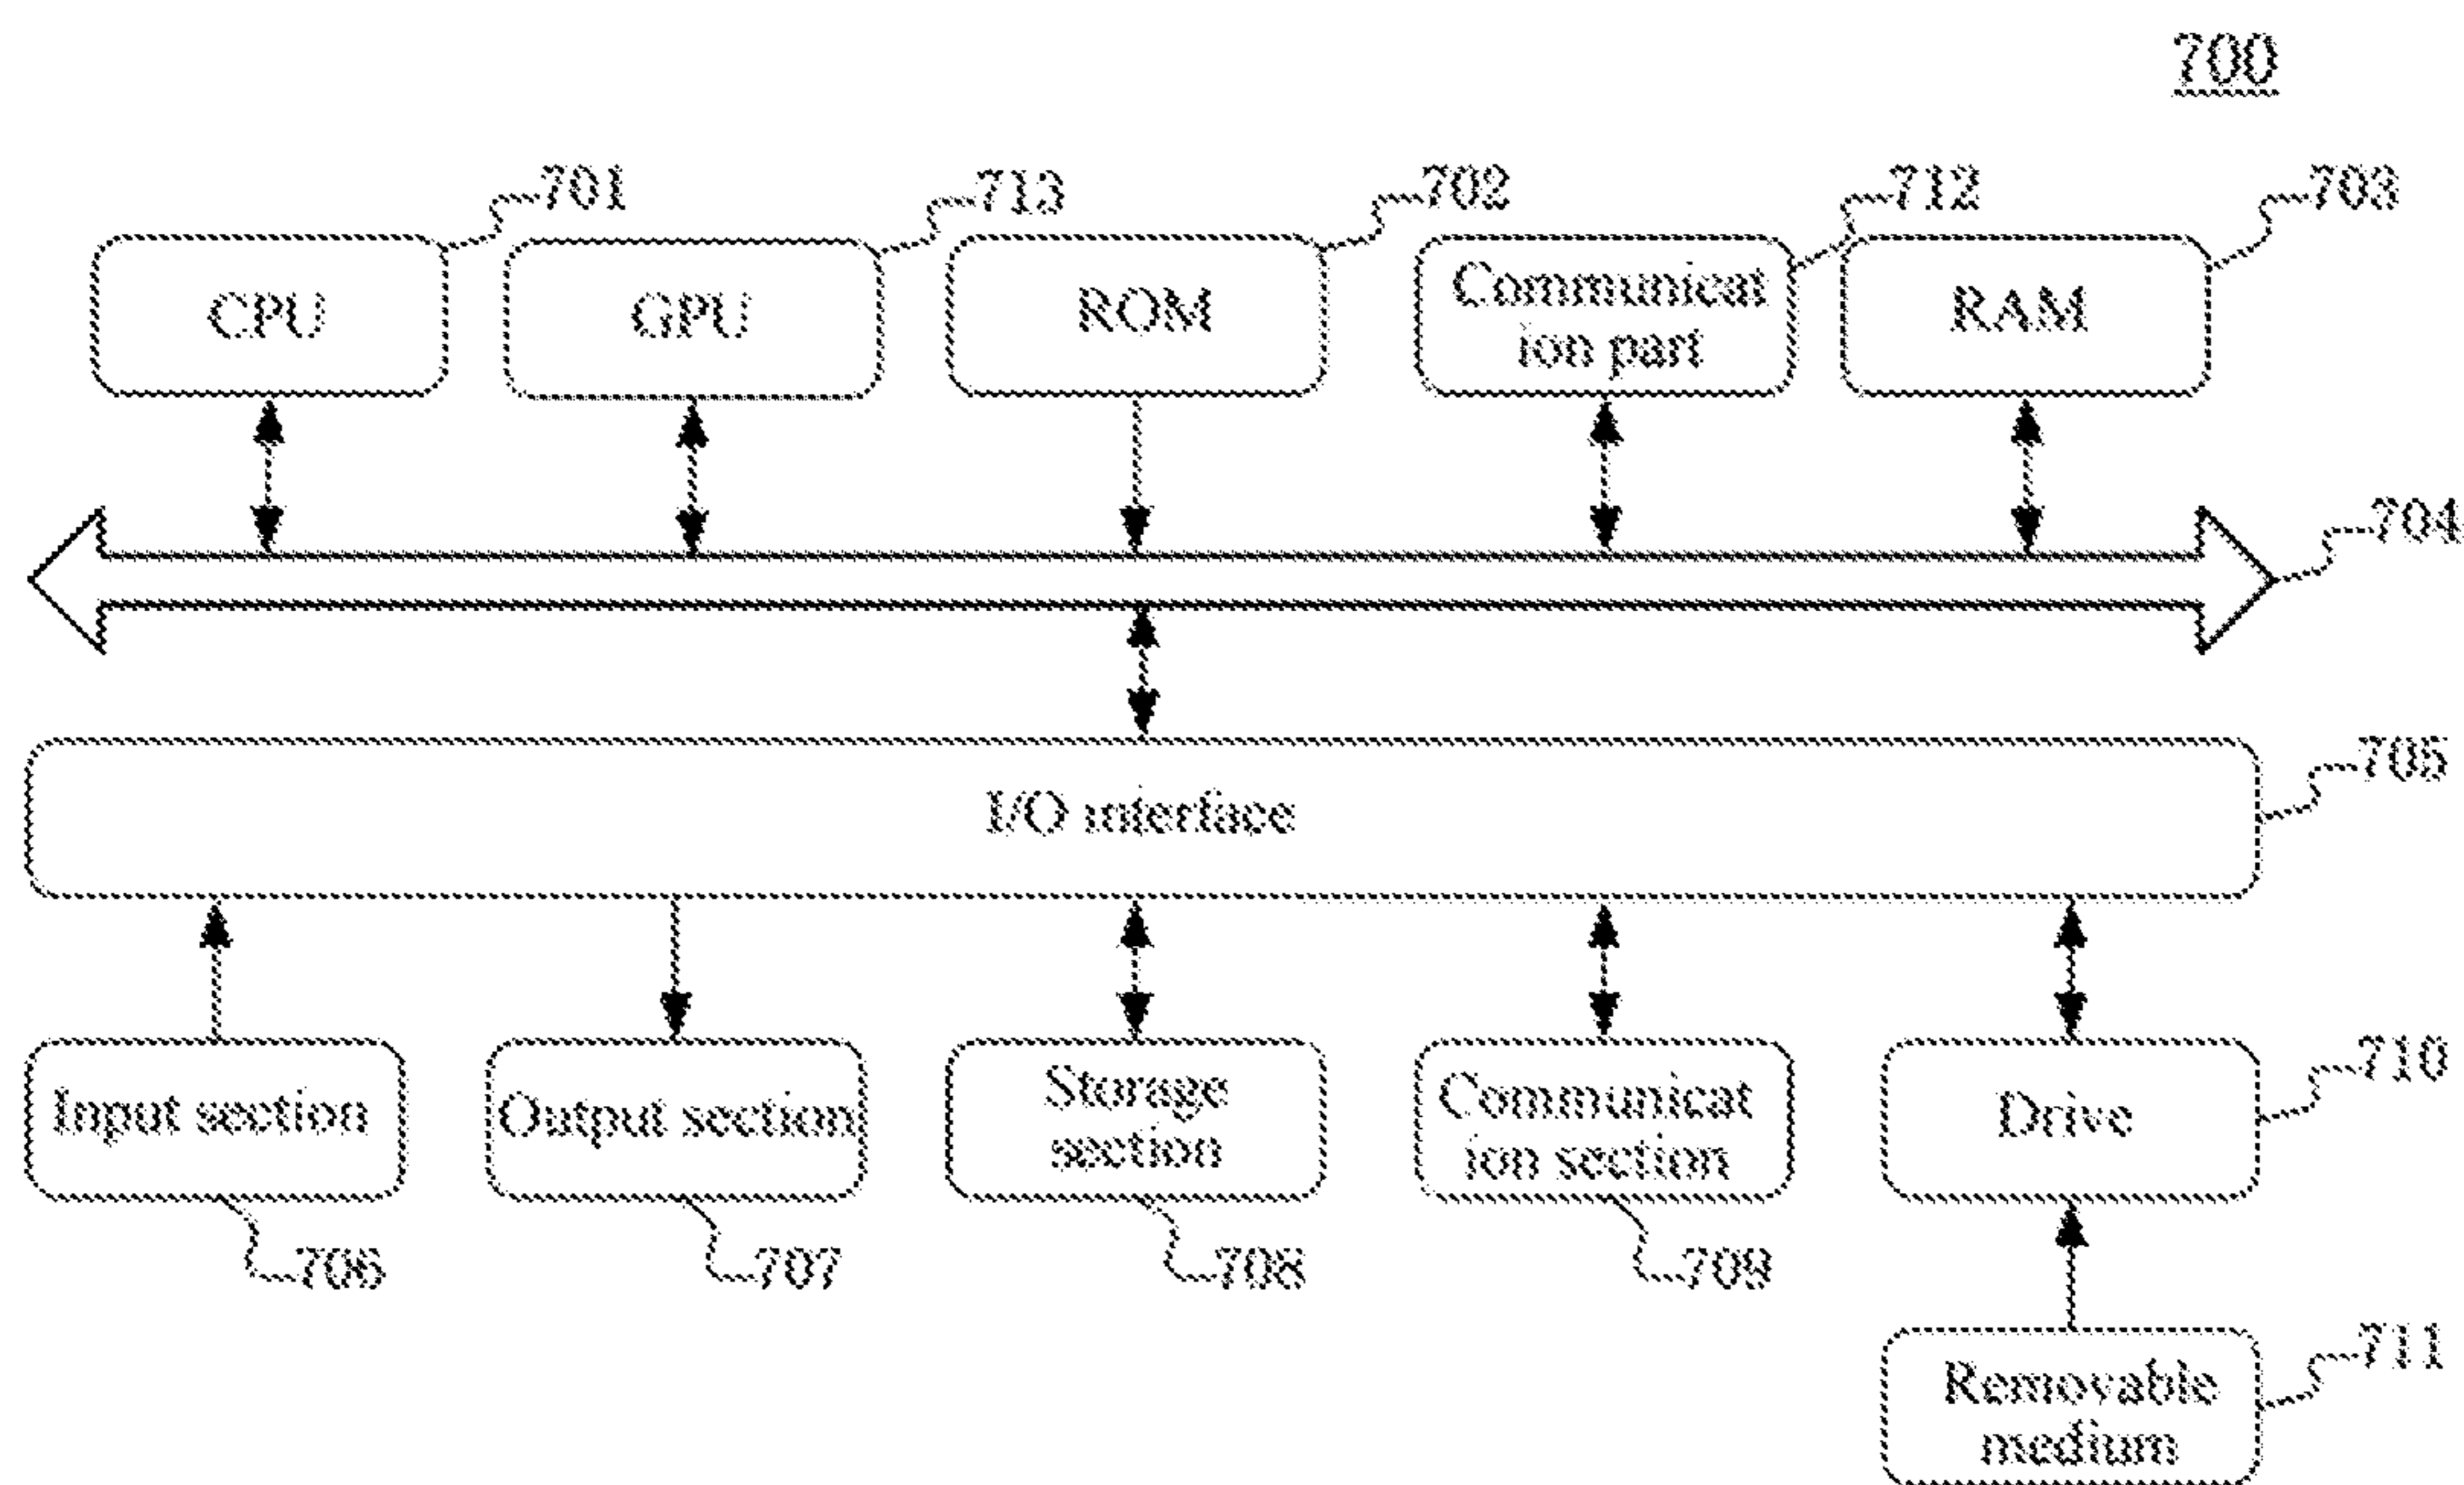 700
701
713
702
712
703
CPU
GPU
ROM
Communicat
ion part
RAM
704
705
I/O interface
710
Input section
Output section
Storage
section
Communicat
ion section
Drive
706
707
708
709
711
Removable
medium